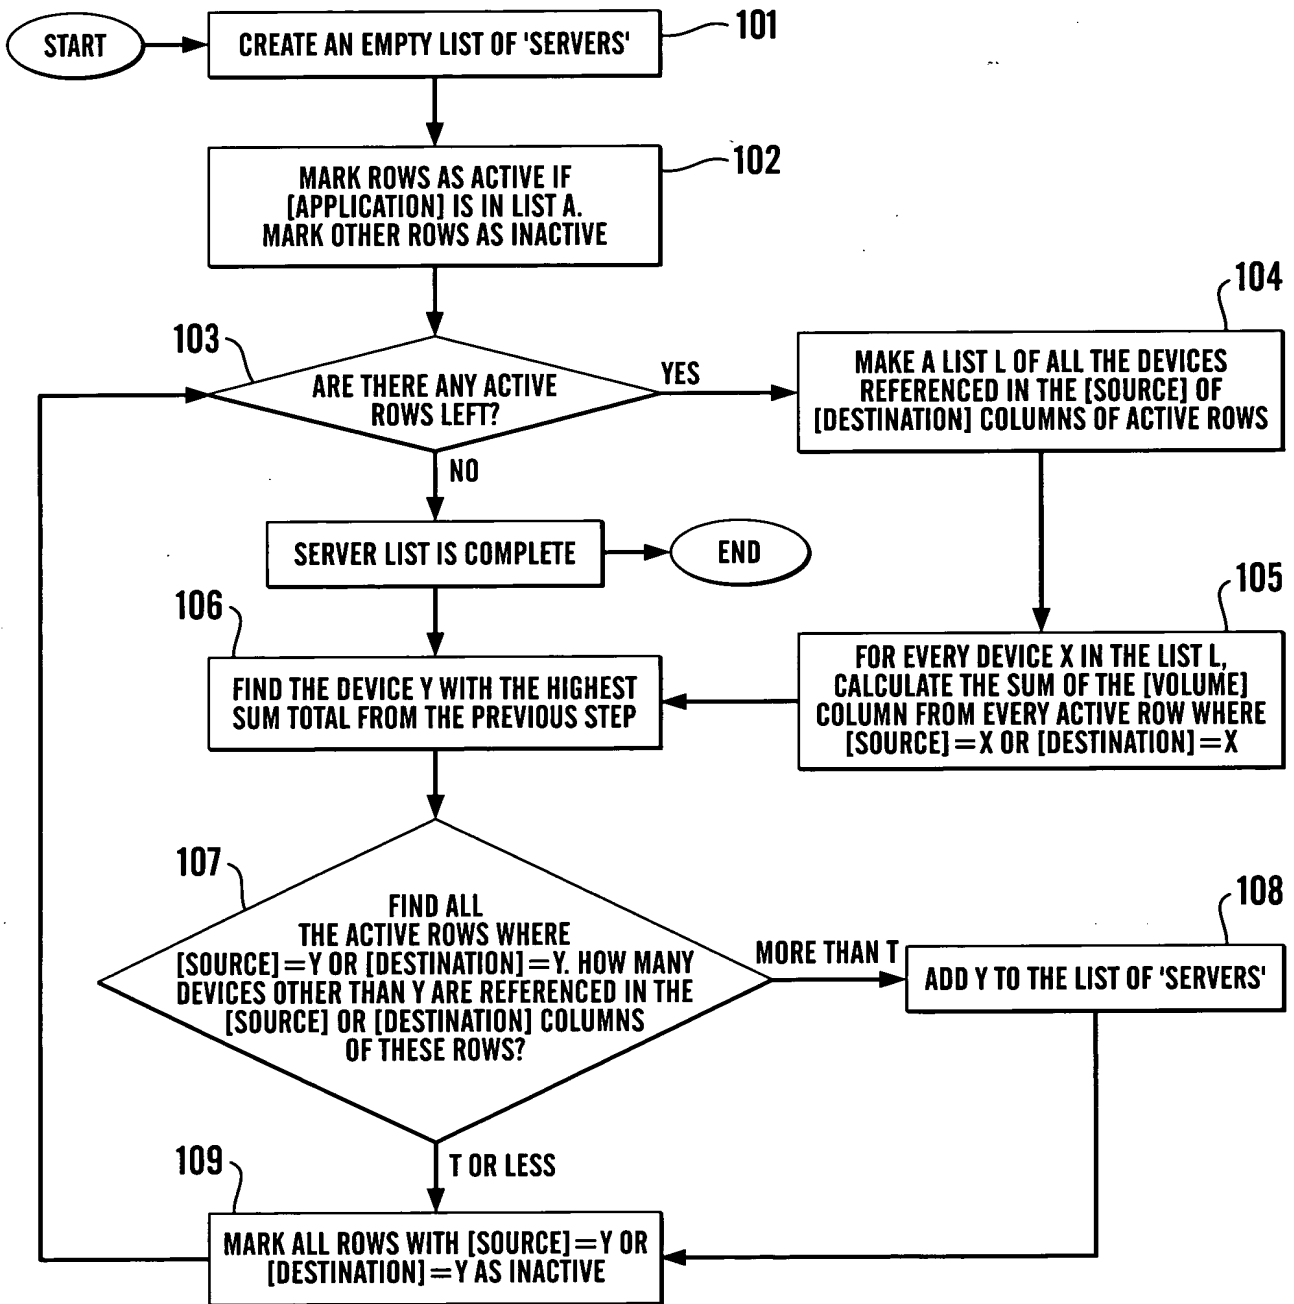 START
CREATE AN EMPTY LIST OF 'SERVERS'
101
MARK ROWS AS ACTIVE IF
[APPLICATION] IS IN LIST A.
MARK OTHER ROWS AS INACTIVE
102
103
ARE THERE ANY ACTIVE
ROWS LEFT?
YES
NO
104
MAKE A LIST L OF ALL THE DEVICES
REFERENCED IN THE [SOURCE] OF
[DESTINATION] COLUMNS OF ACTIVE ROWS
SERVER LIST IS COMPLETE
END
105
FOR EVERY DEVICE X IN THE LIST L,
CALCULATE THE SUM OF THE [VOLUME]
COLUMN FROM EVERY ACTIVE ROW WHERE
[SOURCE]=X OR [DESTINATION]=X
106
FIND THE DEVICE Y WITH THE HIGHEST
SUM TOTAL FROM THE PREVIOUS STEP
107
FIND ALL
THE ACTIVE ROWS WHERE
[SOURCE]=Y OR [DESTINATION]=Y. HOW MANY
DEVICES OTHER THAN Y ARE REFERENCED IN THE
[SOURCE] OR [DESTINATION] COLUMNS
OF THESE ROWS?
MORE THAN T
108
ADD Y TO THE LIST OF 'SERVERS'
T OR LESS
109
MARK ALL ROWS WITH [SOURCE]=Y OR
[DESTINATION]=Y AS INACTIVE